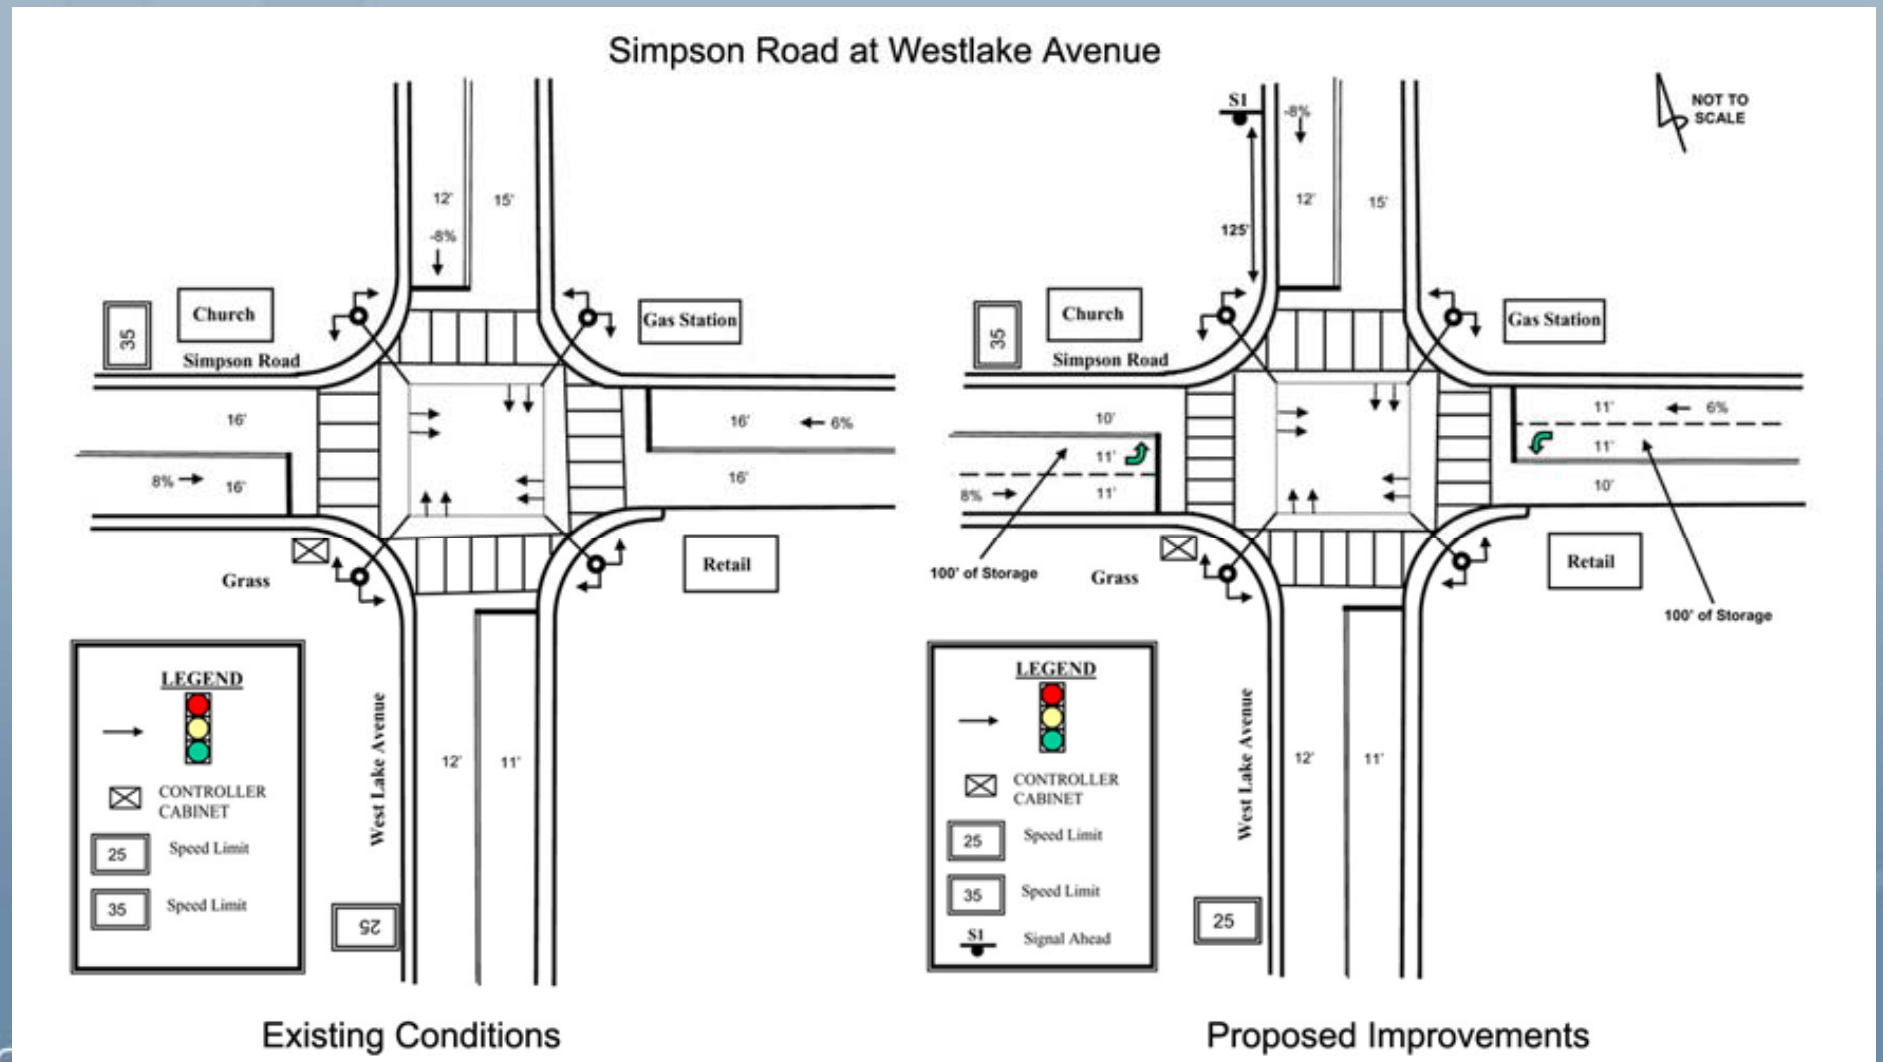 Simpson Road at Westlake Avenue
12'
15'
-8%
35
Church
Gas Station
Simpson Road
16'
16'
6%
8%
16'
16'
Grass
Retail
LEGEND
CONTROLLER
CABINET
25
Speed Limit
35
Speed Limit
West Lake Avenue
12'
11'
25
Existing Conditions
S1
-8%
NOT TO
SCALE
12'
15'
125'
35
Church
Gas Station
Simpson Road
10'
11'
6%
11'
11'
8%
11'
10'
100' of Storage
Grass
Retail
100' of Storage
LEGEND
CONTROLLER
CABINET
25
Speed Limit
35
Speed Limit
S1
Signal Ahead
West Lake Avenue
12'
11'
25
Proposed Improvements